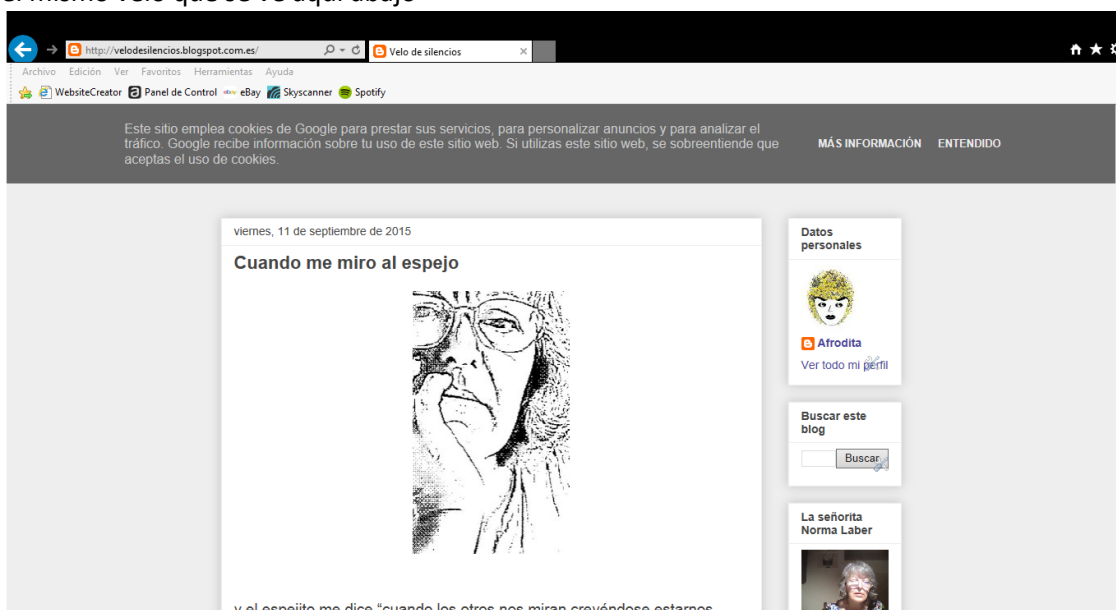 el mismo velo que se ve aquí abajo
http://velodesilencios.blogspot.com.es/
Velo de silencios
Archivo Edición Ver Favoritos Herramientas Ayuda
WebsiteCreator Panel de Control eBay Skyscanner Spotify
Este sitio emplea cookies de Google para prestar sus servicios, para personalizar anuncios y para analizar el
tráfico. Google recibe información sobre tu uso de este sitio web. Si utilizas este sitio web, se sobreentiende que
aceptas el uso de cookies.
MÁS INFORMACIÓN ENTENDIDO
viernes, 11 de septiembre de 2015
Cuando me miro al espejo
y el espejito me dice “cuando los otros nos miran creyéndose estarnos
Datos
personales
Afrodita
Ver todo mi perfil
Buscar este
blog
Buscar
La señorita
Norma Laber